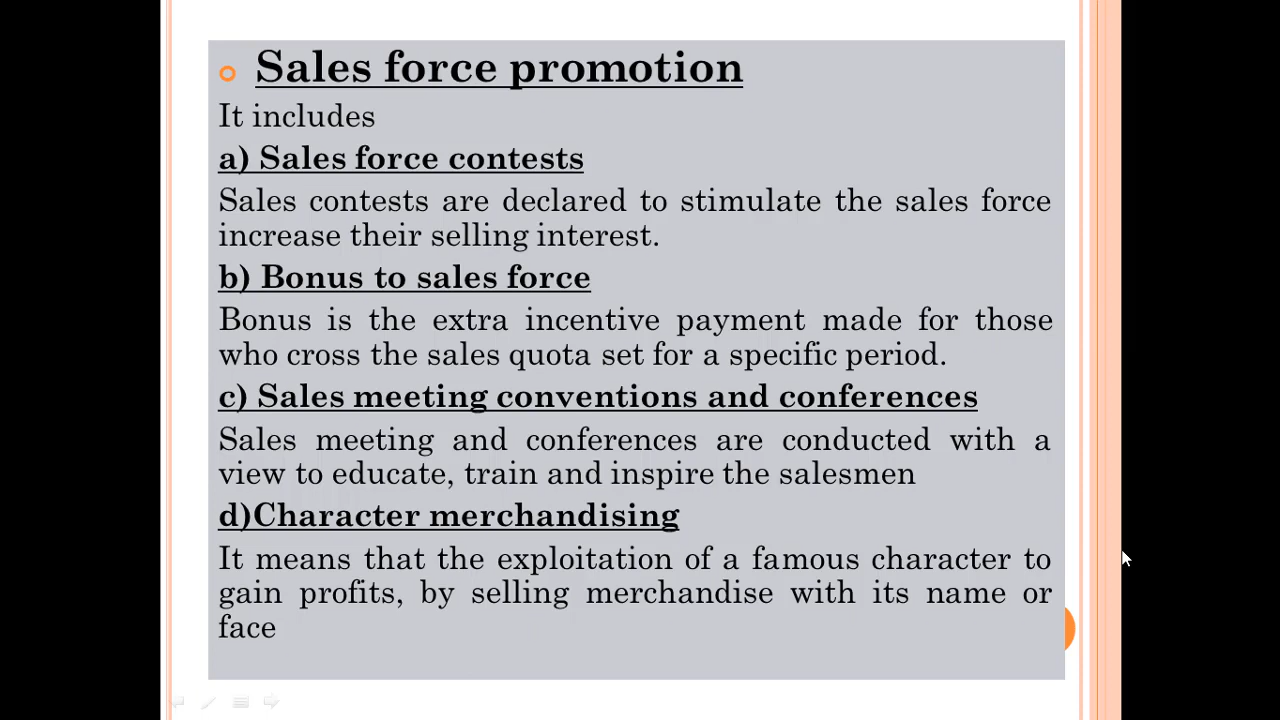 Sales force promotion
It includes
a) Sales force contests
Sales contests are declared to stimulate the sales force
increase their selling interest.
b) Bonus to sales force
Bonus is the extra incentive payment made for those
who cross the sales quota set for a specific period.
c) Sales meeting conventions and conferences
Sales meeting and conferences are conducted with a
view to educate, train and inspire the salesmen
d)Character merchandising
It means that the exploitation of a famous character to
gain profits, by selling merchandise with its name or
face